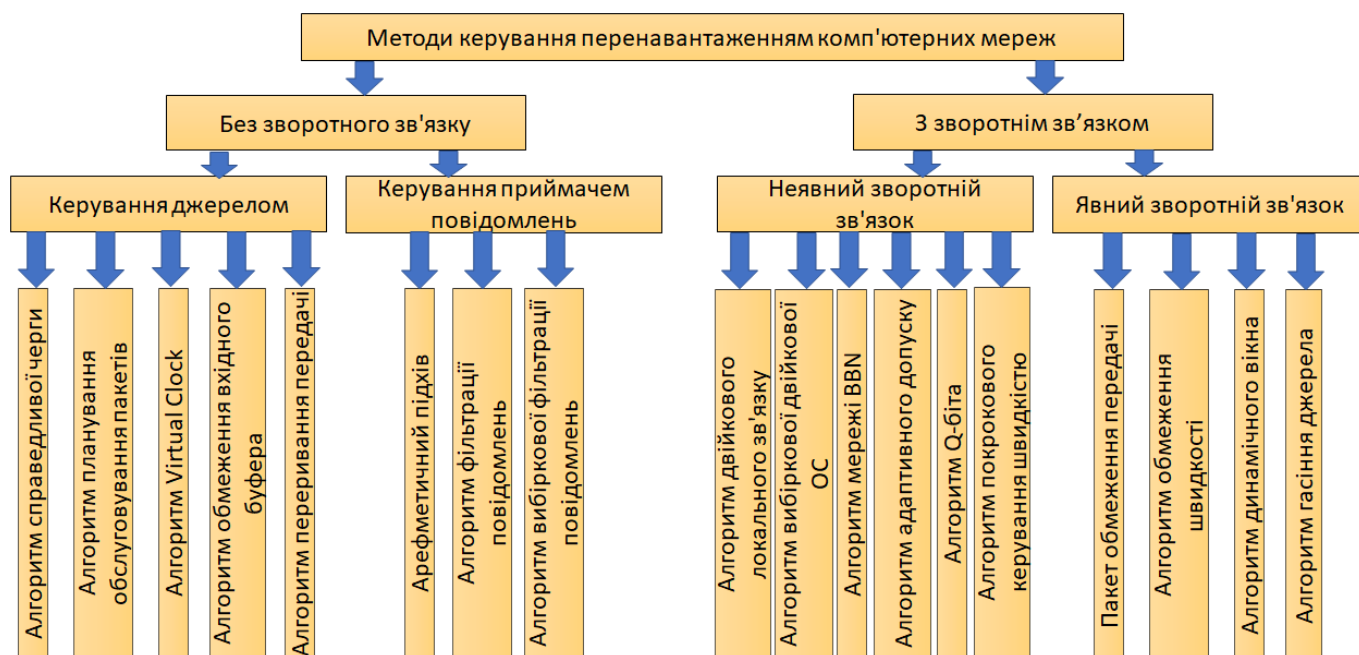 Методи керування перенавантаженням комп'ютерних мереж
Без зворотного зв'язку
З зворотнім зв’язком
Керування джерелом
Керування приймачем
повідомлень
Неявний зворотній
зв'язок
Явний зворотній зв'язок
Алгоритм справедливої черги
Алгоритм планування
обслуговування пакетів
Алгоритм Virtual Clock
Алгоритм обмеження вхідного
буфера
Алгоритм переривання передачі
Арефметичний підхів
Алгоритм фільтрації
повідомлень
Алгоритм вибіркової фільтрації
повідомлень
Алгоритм двійкового
локального зв'язку
Алгоритм вибіркової двійкової
ОС
Алгоритм мережі BBN
Алгоритм адаптивного допуску
Алгоритм Q-біта
Алгоритм покрокового
керування швидкістю
Пакет обмеження передачі
Алгоритм обмеження
швидкості
Алгоритм динамічного вікна
Алгоритм гасіння джерела